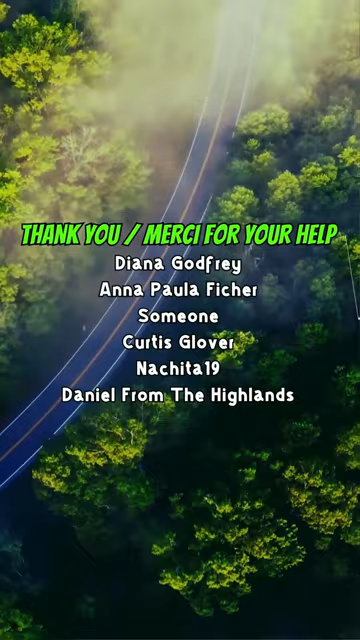 THANK YOU / MERCI FOR YOUR HELP
Diana Godfrey
Anna Paula Ficher
Someone
Curtis Glover
Nachita19
Daniel From The Highlands